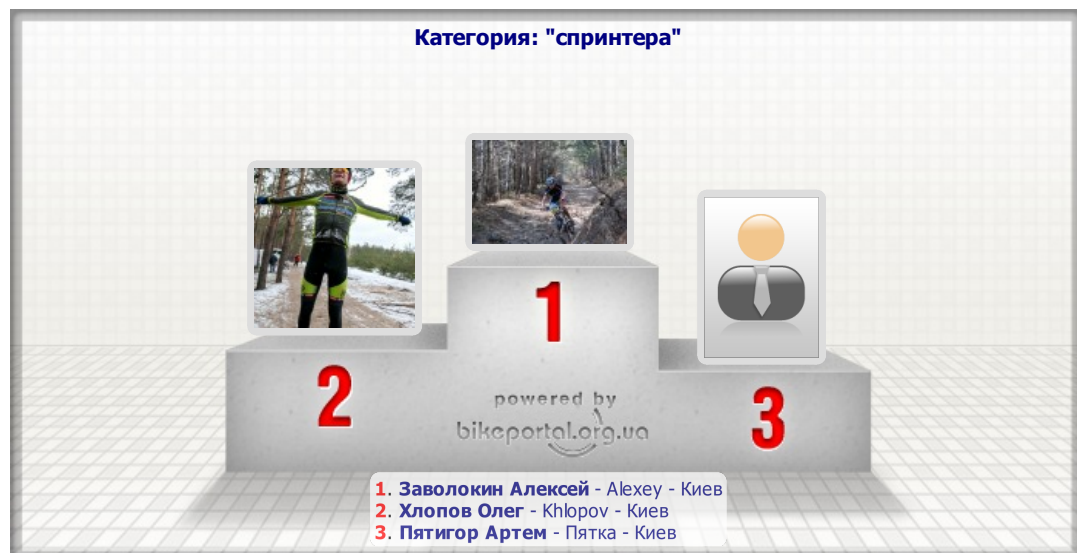 Категория: "спринтера"
1
2
3
powered by
bikeportal.org.ua
1. Заволокин Алексей - Alexey - Киев
2. Хлопов Олег - Khlopov - Киев
3. Пятигор Артем - Пятка - Киев